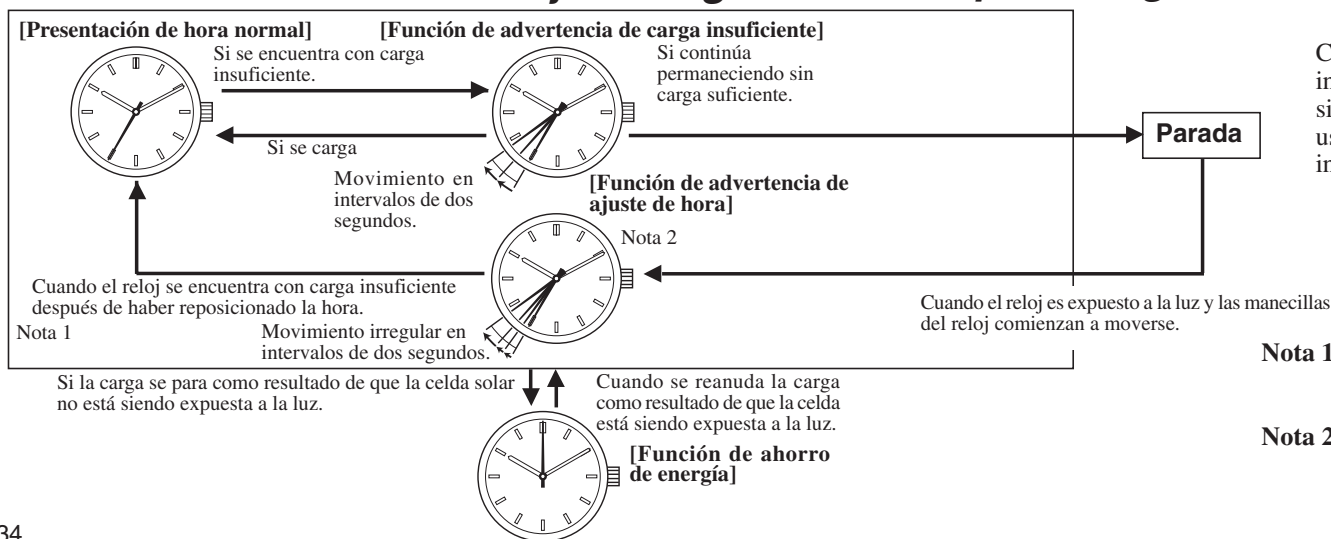 [Presentación de hora normal]
[Función de advertencia de carga insuficiente]
Si se encuentra con carga
insuficiente.
Si continúa
permaneciendo sin
carga suficiente.
Si se carga
Parada
Movimiento en
intervalos de dos
segundos.
[Función de advertencia de
ajuste de hora]
Nota 2
Cuando el reloj se encuentra con carga insuficiente
después de haber reposicionado la hora.
Nota 1
Movimiento irregular en
intervalos de dos segundos.
Cuando el reloj es expuesto a la luz y las manecillas
del reloj comienzan a moverse.
Nota 1
Nota 2
Si la carga se para como resultado de que la celda solar
no está siendo expuesta a la luz.
Cuando se reanuda la carga
como resultado de que la celda
está siendo expuesta a la luz.
[Función de ahorro
de energía]
34